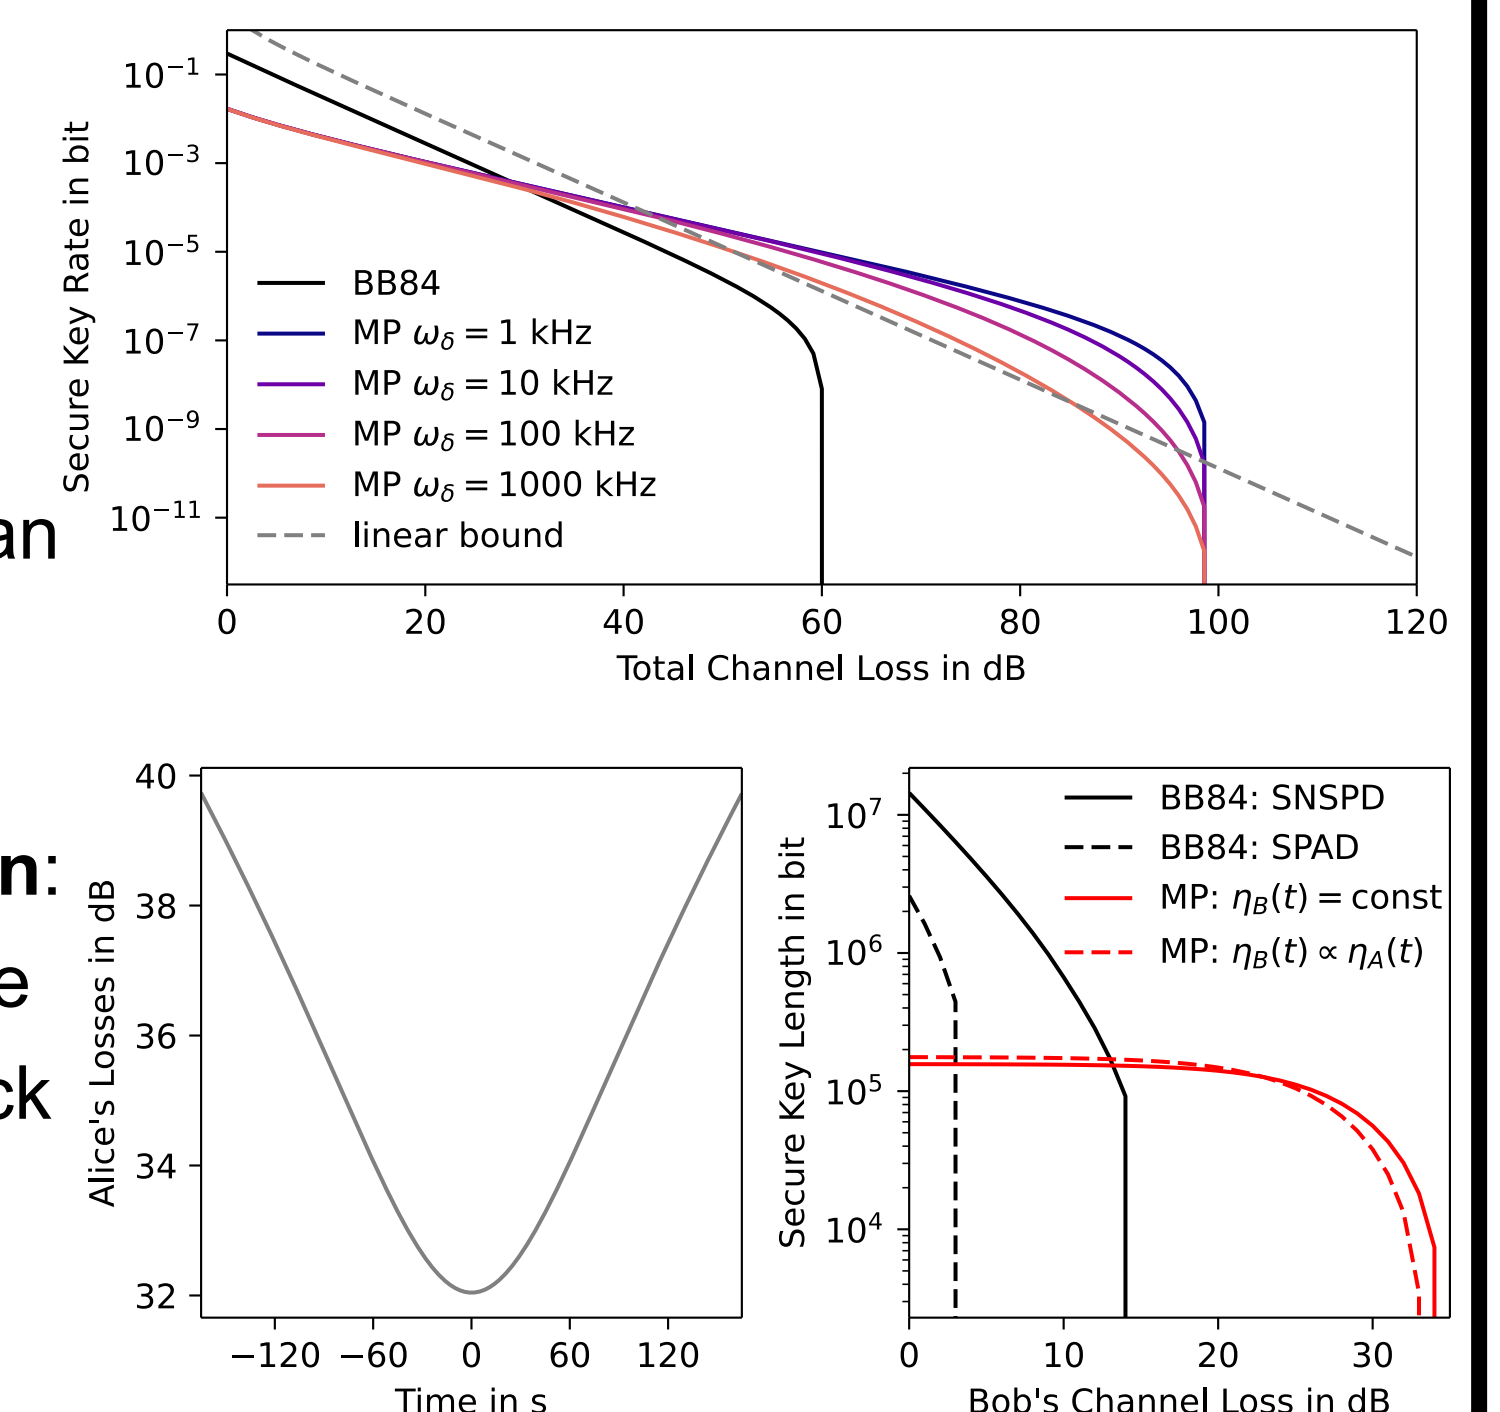 10⁻¹
10⁻³
10⁻⁵
10⁻⁷
10⁻⁹
10⁻¹¹
Secure Key Rate in bit
BB84
MP ω_δ = 1 kHz
MP ω_δ = 10 kHz
MP ω_δ = 100 kHz
MP ω_δ = 1000 kHz
linear bound
an
0 20 40 60 80 100 120
Total Channel Loss in dB
n:
e
ck
40
38
36
34
32
Alice's Losses in dB
−120 −60 0 60 120
Time in s
10⁷
10⁶
10⁵
10⁴
Secure Key Length in bit
BB84: SNSPD
BB84: SPAD
MP: η_B(t) = const
MP: η_B(t) ∝ η_A(t)
0 10 20 30
Bob's Channel Loss in dB